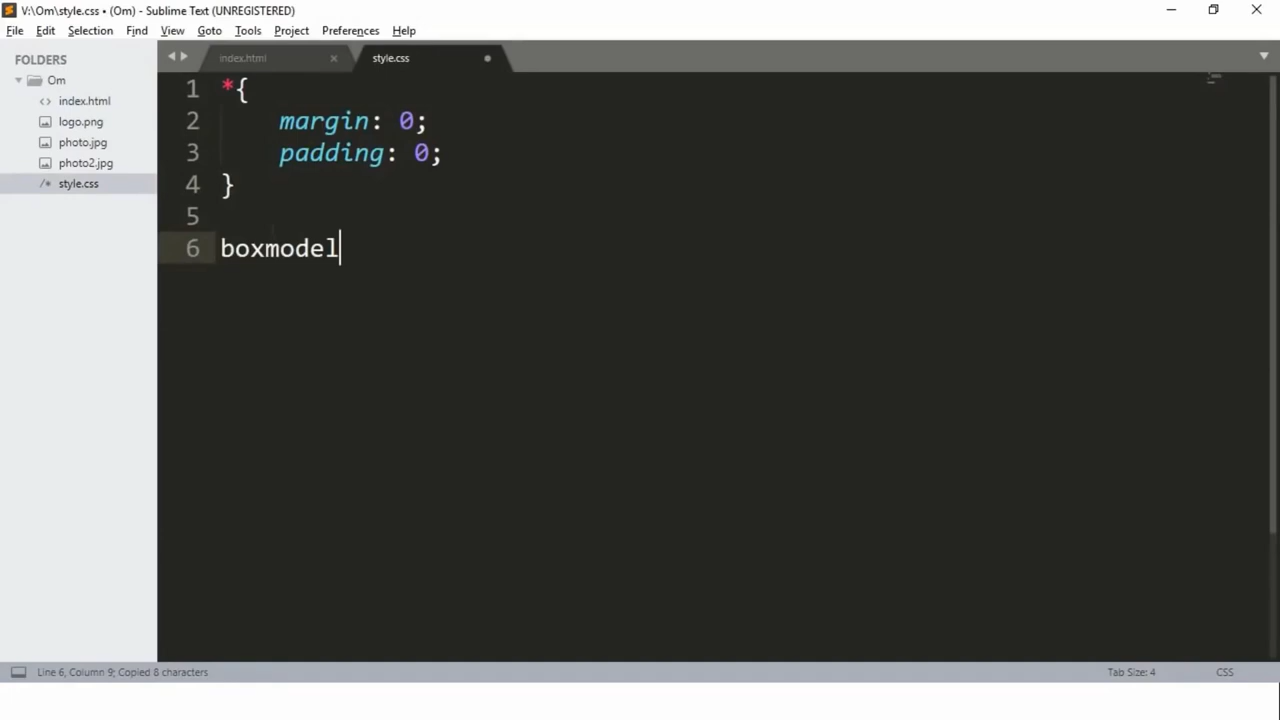 V:\Om\style.css • (Om) - Sublime Text (UNREGISTERED)
File Edit Selection Find View Goto Tools Project Preferences Help
FOLDERS
Om
index.html
logo.png
photo.jpg
photo2.jpg
style.css
index.html
style.css
1 *{
2 margin: 0;
3 padding: 0;
4 }
5
6 boxmodel
Line 6, Column 9; Copied 8 characters
Tab Size: 4
CSS